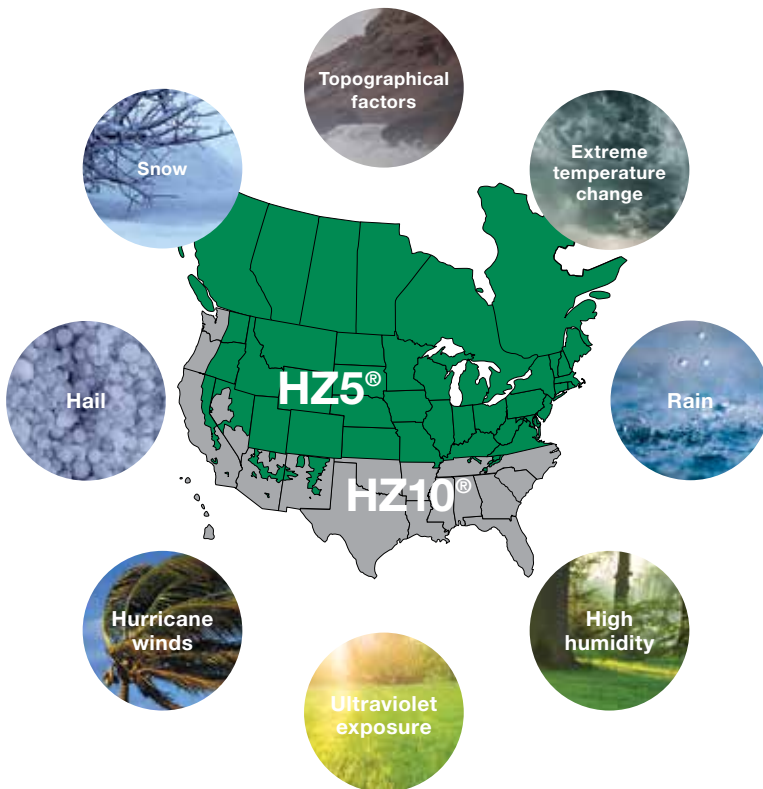 Topographical
factors
Snow
Extreme
temperature
change
HZ5®
Hail
Rain
HZ10®
Hurricane
winds
High
humidity
Ultraviolet
exposure